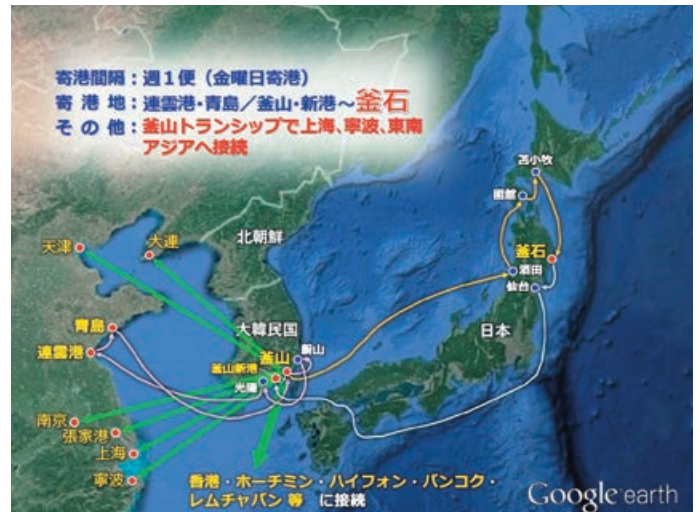 寄港間隔：週１便（金曜日寄港）
寄 港 地：連雲港・青島／釜山・新港～釜石
そ の 他：釜山トランシップで上海、寧波、東南
アジアへ接続
苫小牧
函館
北朝鮮
天津
大連
釜石
酒田
仙台
青島
大韓民国
日本
連雲港
釜山
釜山新港
光陽
南京
張家港
上海
寧波
香港・ホーチミン・ハイフォン・バンコク・
レムチャバン 等 に接続
Google earth